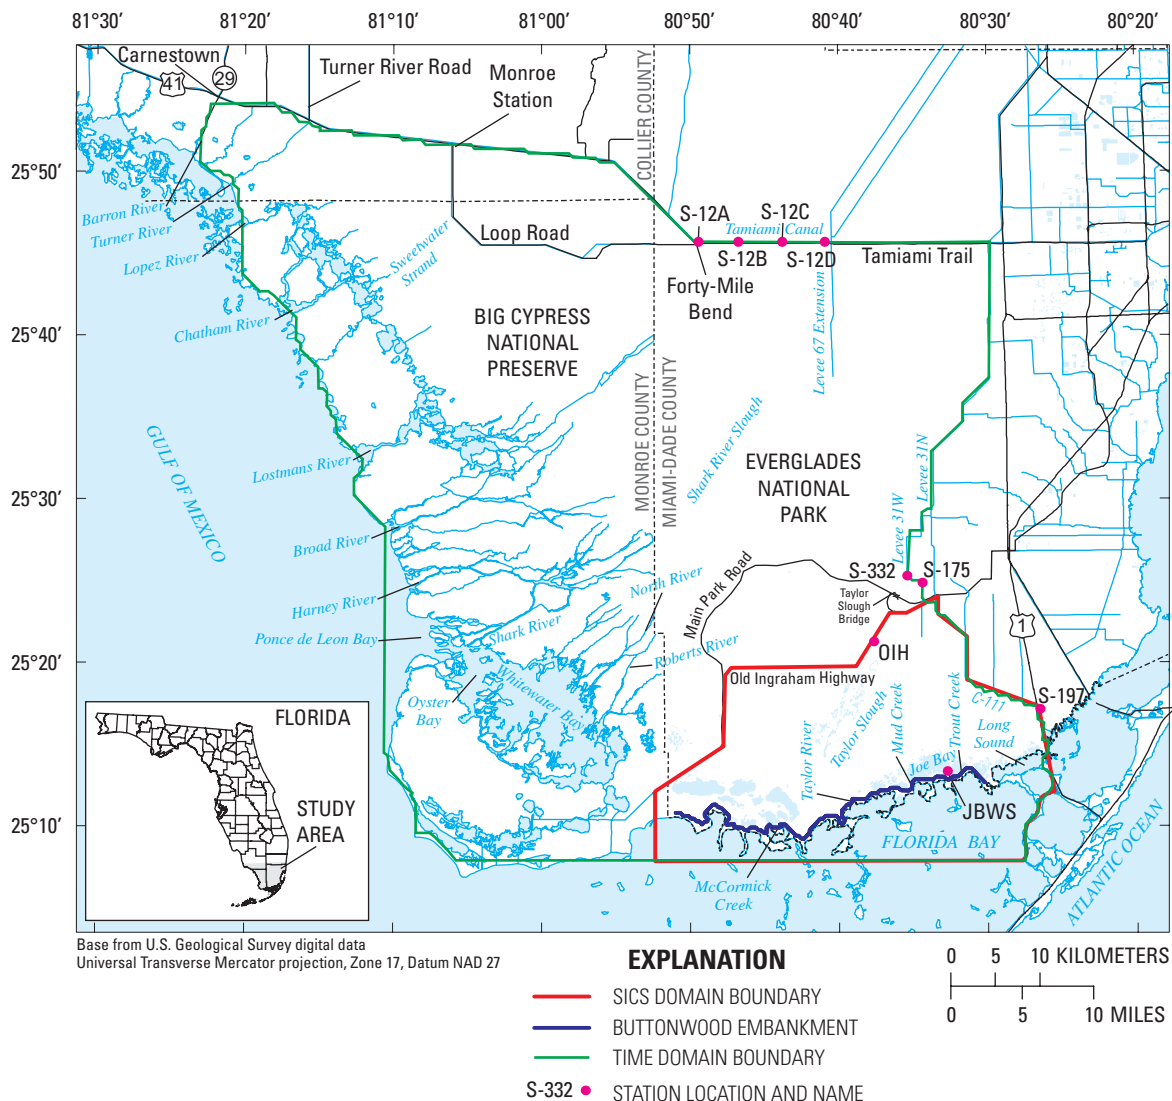 81°30′ 81°20′ 81°10′ 81°00′ 80°50′ 80°40′ 80°30′ 80°20′
Carnestown
29
41
Turner River Road
Monroe
Station
COLLIER COUNTY
25°50′
Barron River
Turner River
Lopez River
Loop Road
Sweetwater
Strand
S-12A
S-12C
Tamiami Canal
S-12B
S-12D
Tamiami Trail
Forty-Mile
Bend
Levee 67 Extension
25°40′
Chatham River
BIG CYPRESS
NATIONAL
PRESERVE
GULF OF MEXICO
Lostmans River
MONROE COUNTY
MIAMI-DADE COUNTY
Shark River Slough
EVERGLADES
NATIONAL
PARK
Levee 31N
Levee 31W
25°30′
Broad River
Harney River
North River
Main Park Road
S-332
S-175
Taylor
Slough
Bridge
1
Ponce de Leon Bay
Shark River
Roberts River
25°20′
OIH
Old Ingraham Highway
Whitewater Bay
Oyster
Bay
Taylor River
Taylor Slough
Mud Creek
Trout Creek
C-111
S-197
Long
Sound
Joe Bay
JBWS
25°10′
FLORIDA BAY
McCormick
Creek
ATLANTIC OCEAN
FLORIDA
STUDY
AREA
Base from U.S. Geological Survey digital data
Universal Transverse Mercator projection, Zone 17, Datum NAD 27
EXPLANATION
SICS DOMAIN BOUNDARY
BUTTONWOOD EMBANKMENT
TIME DOMAIN BOUNDARY
S-332 STATION LOCATION AND NAME
0 5 10 KILOMETERS
0 5 10 MILES